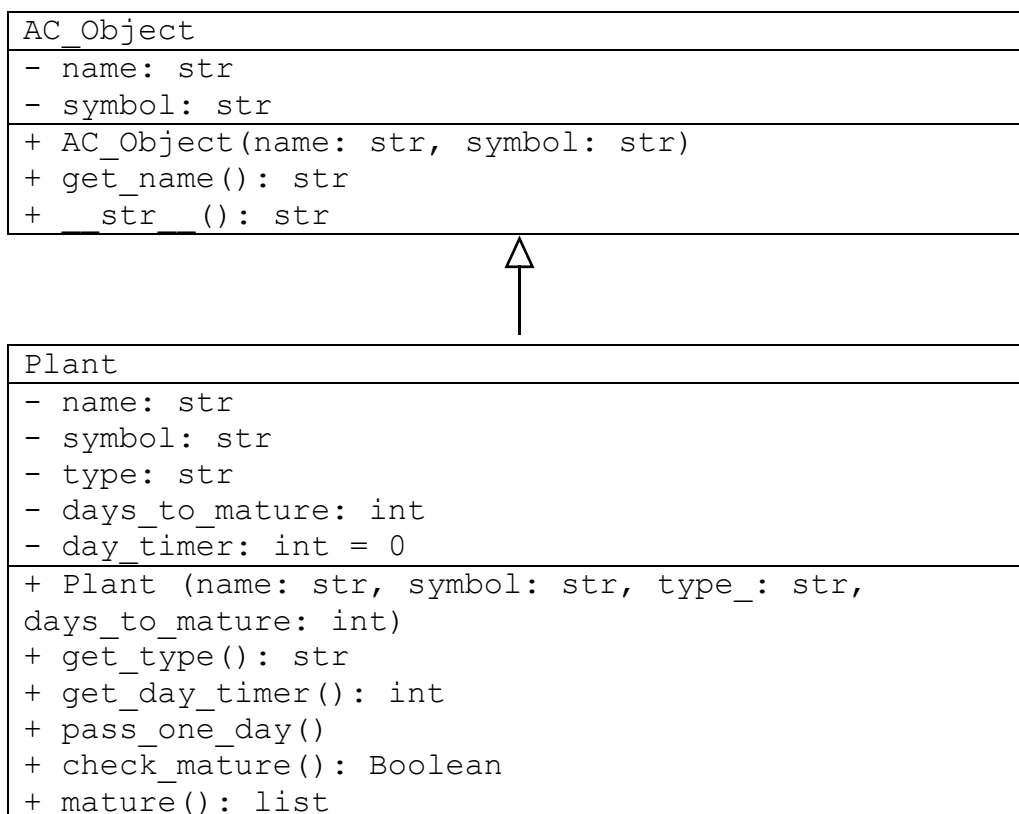 AC_Object
- name: str
- symbol: str
+ AC_Object(name: str, symbol: str)
+ get_name(): str
+ __str__(): str
Plant
- name: str
- symbol: str
- type: str
- days_to_mature: int
- day_timer: int = 0
+ Plant (name: str, symbol: str, type_: str,
days_to_mature: int)
+ get_type(): str
+ get_day_timer(): int
+ pass_one_day()
+ check_mature(): Boolean
+ mature(): list